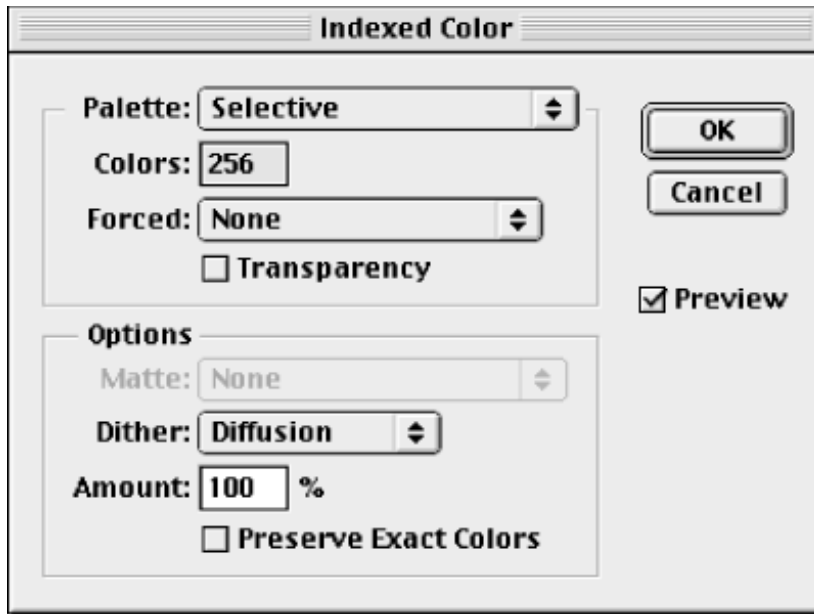 Indexed Color
Palette: Selective
Colors: 256
Forced: None
Transparency
OK
Cancel
Preview
Options
Matte: None
Dither: Diffusion
Amount: 100 %
Preserve Exact Colors